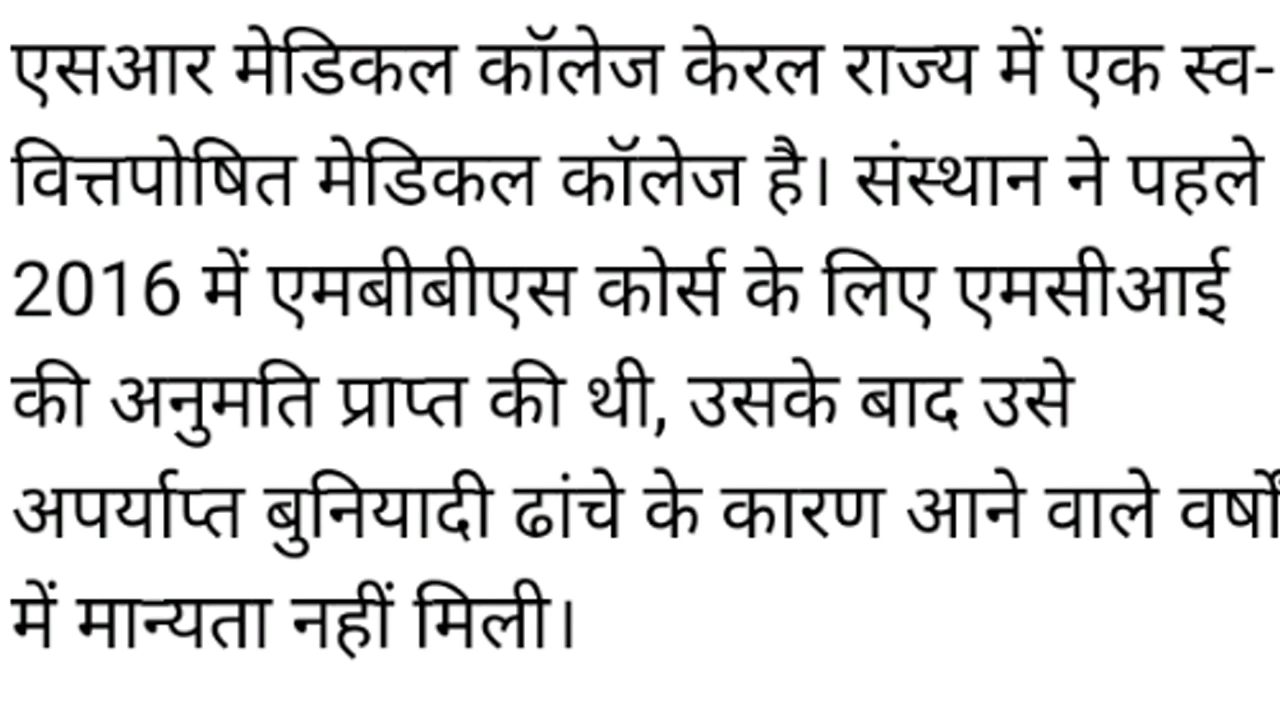 एसआर मेडिकल कॉलेज केरल राज्य में एक स्व-
वित्तपोषित मेडिकल कॉलेज है। संस्थान ने पहले
2016 में एमबीबीएस कोर्स के लिए एमसीआई
की अनुमति प्राप्त की थी, उसके बाद उसे
अपर्याप्त बुनियादी ढांचे के कारण आने वाले वर्षों
में मान्यता नहीं मिली।